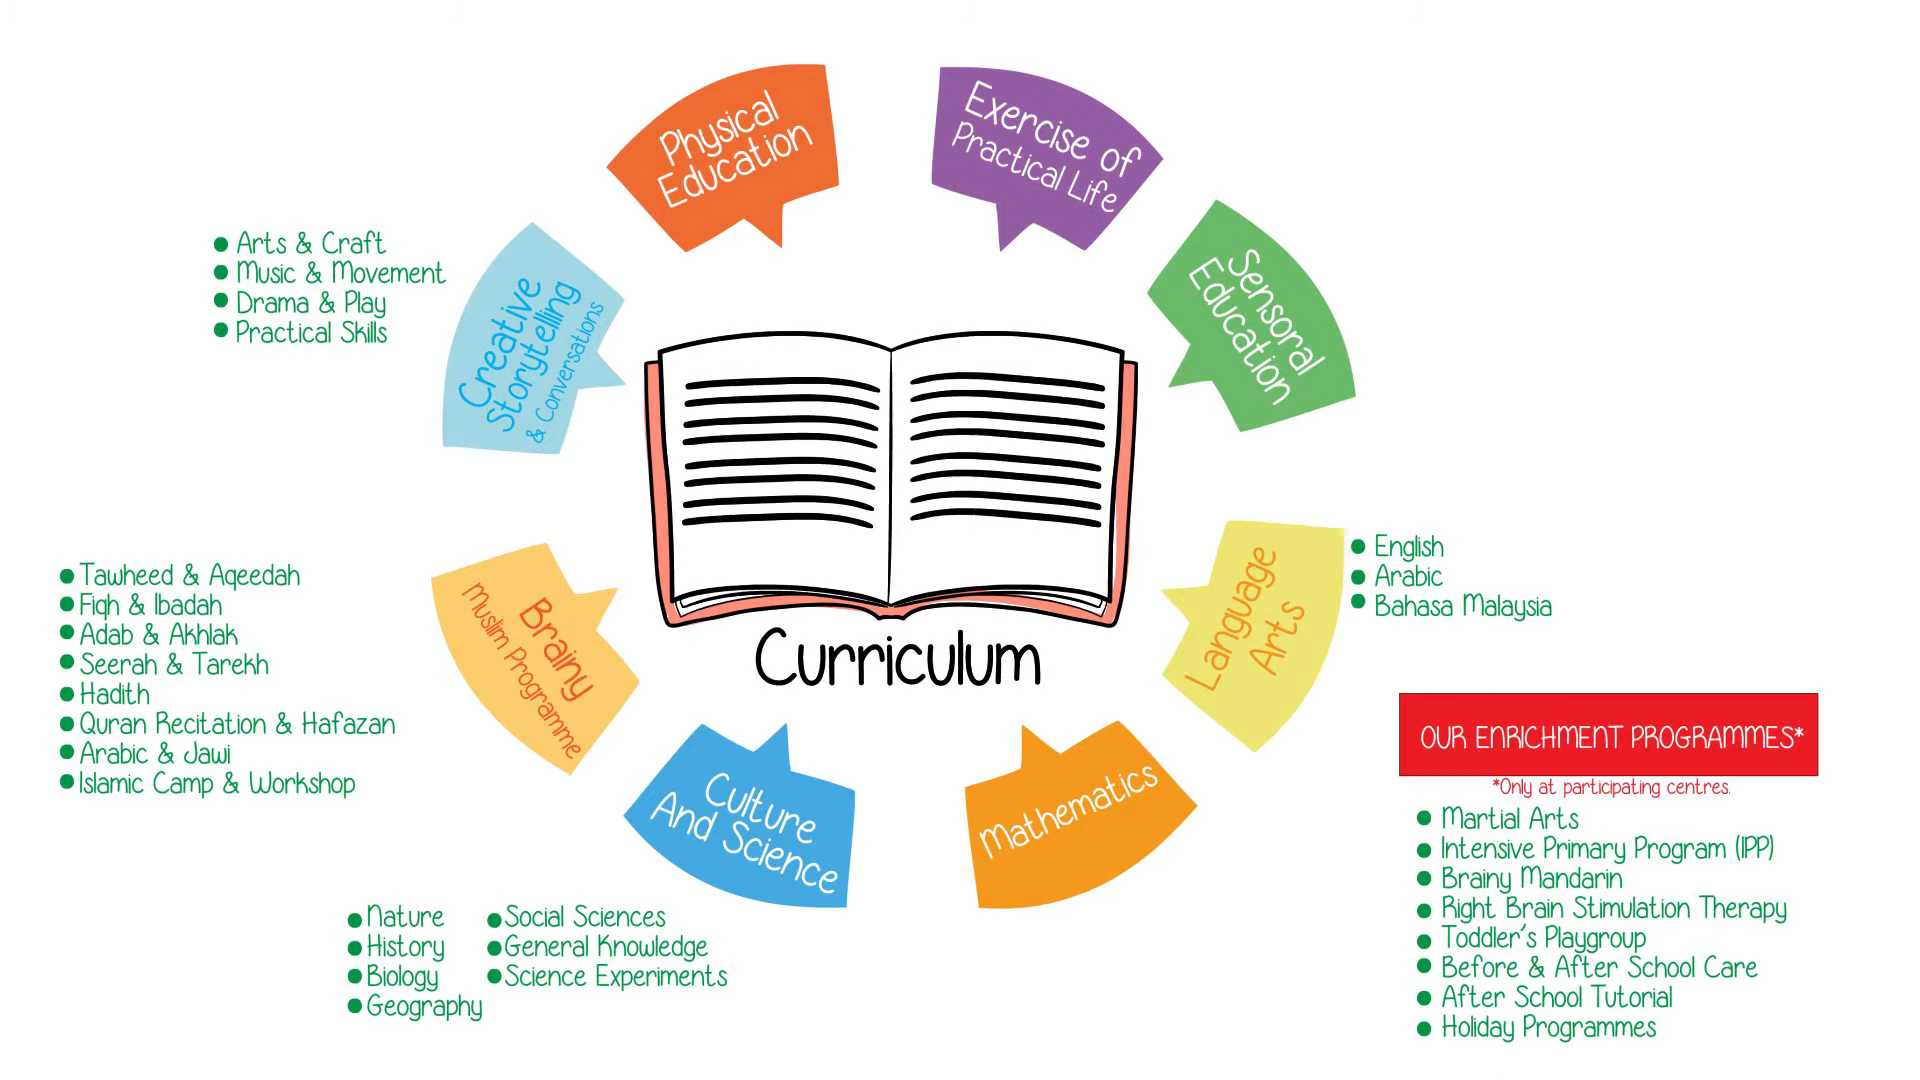 Physical
Education
Exercise of
Practical Life
Sensoral
Education
Creative
Storytelling
& Conversations
Arts & Craft
Music & Movement
Drama & Play
Practical Skills
Language
Arts
English
Arabic
Bahasa Malaysia
Brainy
Muslim Programme
Tawheed & Aqeedah
Fiqh & Ibadah
Adab & Akhlak
Seerah & Tarekh
Hadith
Quran Recitation & Hafazan
Arabic & Jawi
Islamic Camp & Workshop
Curriculum
Culture
And Science
Nature
History
Biology
Geography
Social Sciences
General Knowledge
Science Experiments
Mathematics
OUR ENRICHMENT PROGRAMMES*
*Only at participating centres.
Martial Arts
Intensive Primary Program (IPP)
Brainy Mandarin
Right Brain Stimulation Therapy
Toddler's Playgroup
Before & After School Care
After School Tutorial
Holiday Programmes